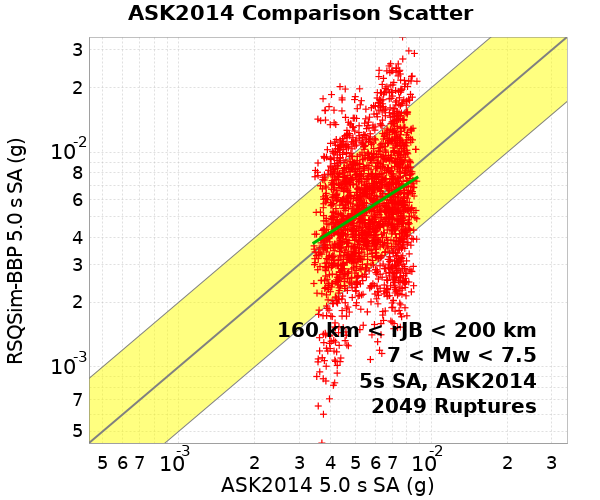 ASK2014 Comparison Scatter
RSQSim-BBP 5.0 s SA (g)
3
2
10-2
8
6
4
3
2
10-3
7
5
160 km < rJB < 200 km
7 < Mw < 7.5
5s SA, ASK2014
2049 Ruptures
5 6 7 10-3 2 3 4 5 6 7 10-2 2 3
ASK2014 5.0 s SA (g)